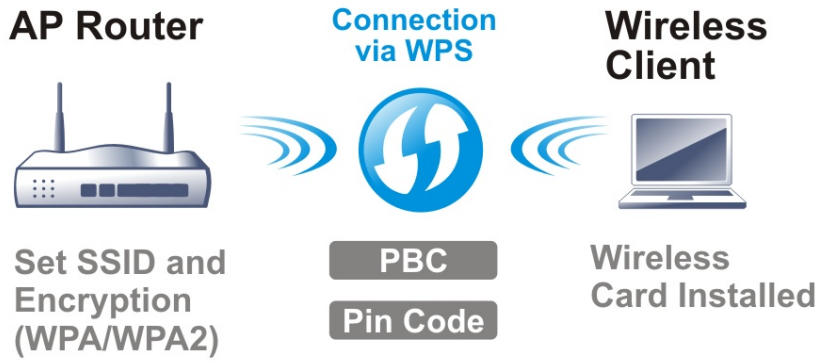 AP Router
Connection
via WPS
Wireless
Client
Set SSID and
Encryption
(WPA/WPA2)
PBC
Pin Code
Wireless
Card Installed